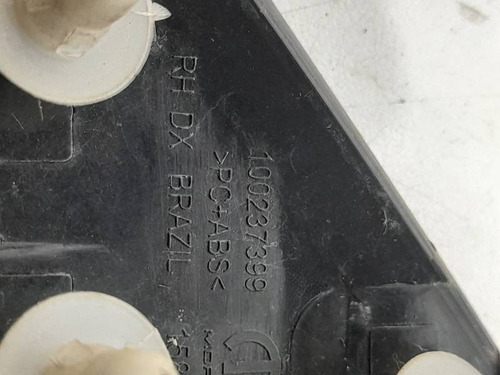 100237399
>PC+ABS<
RH DX BRAZIL